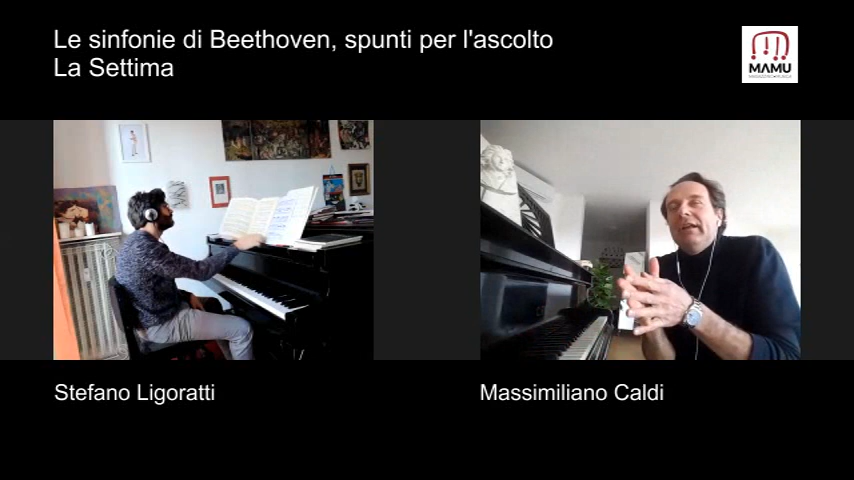 Le sinfonie di Beethoven, spunti per l'ascolto
La Settima
MAMU
Stefano Ligoratti
Massimiliano Caldi